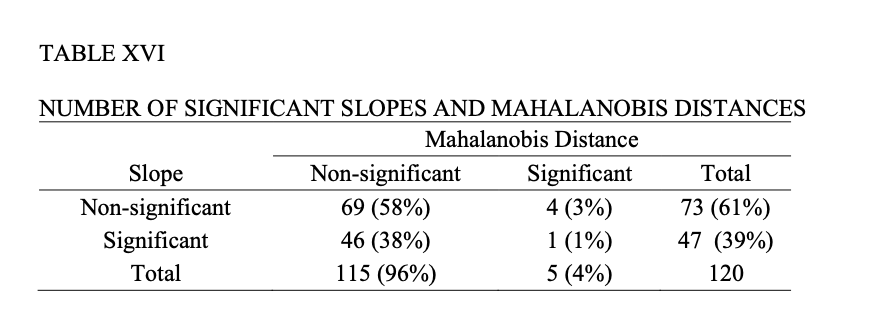 TABLE XVI
NUMBER OF SIGNIFICANT SLOPES AND MAHALANOBIS DISTANCES
Mahalanobis Distance
Slope Non-significant Significant Total
Non-significant 69 (58%) 4 (3%) 73 (61%)
Significant 46 (38%) 1 (1%) 47 (39%)
Total 115 (96%) 5 (4%) 120